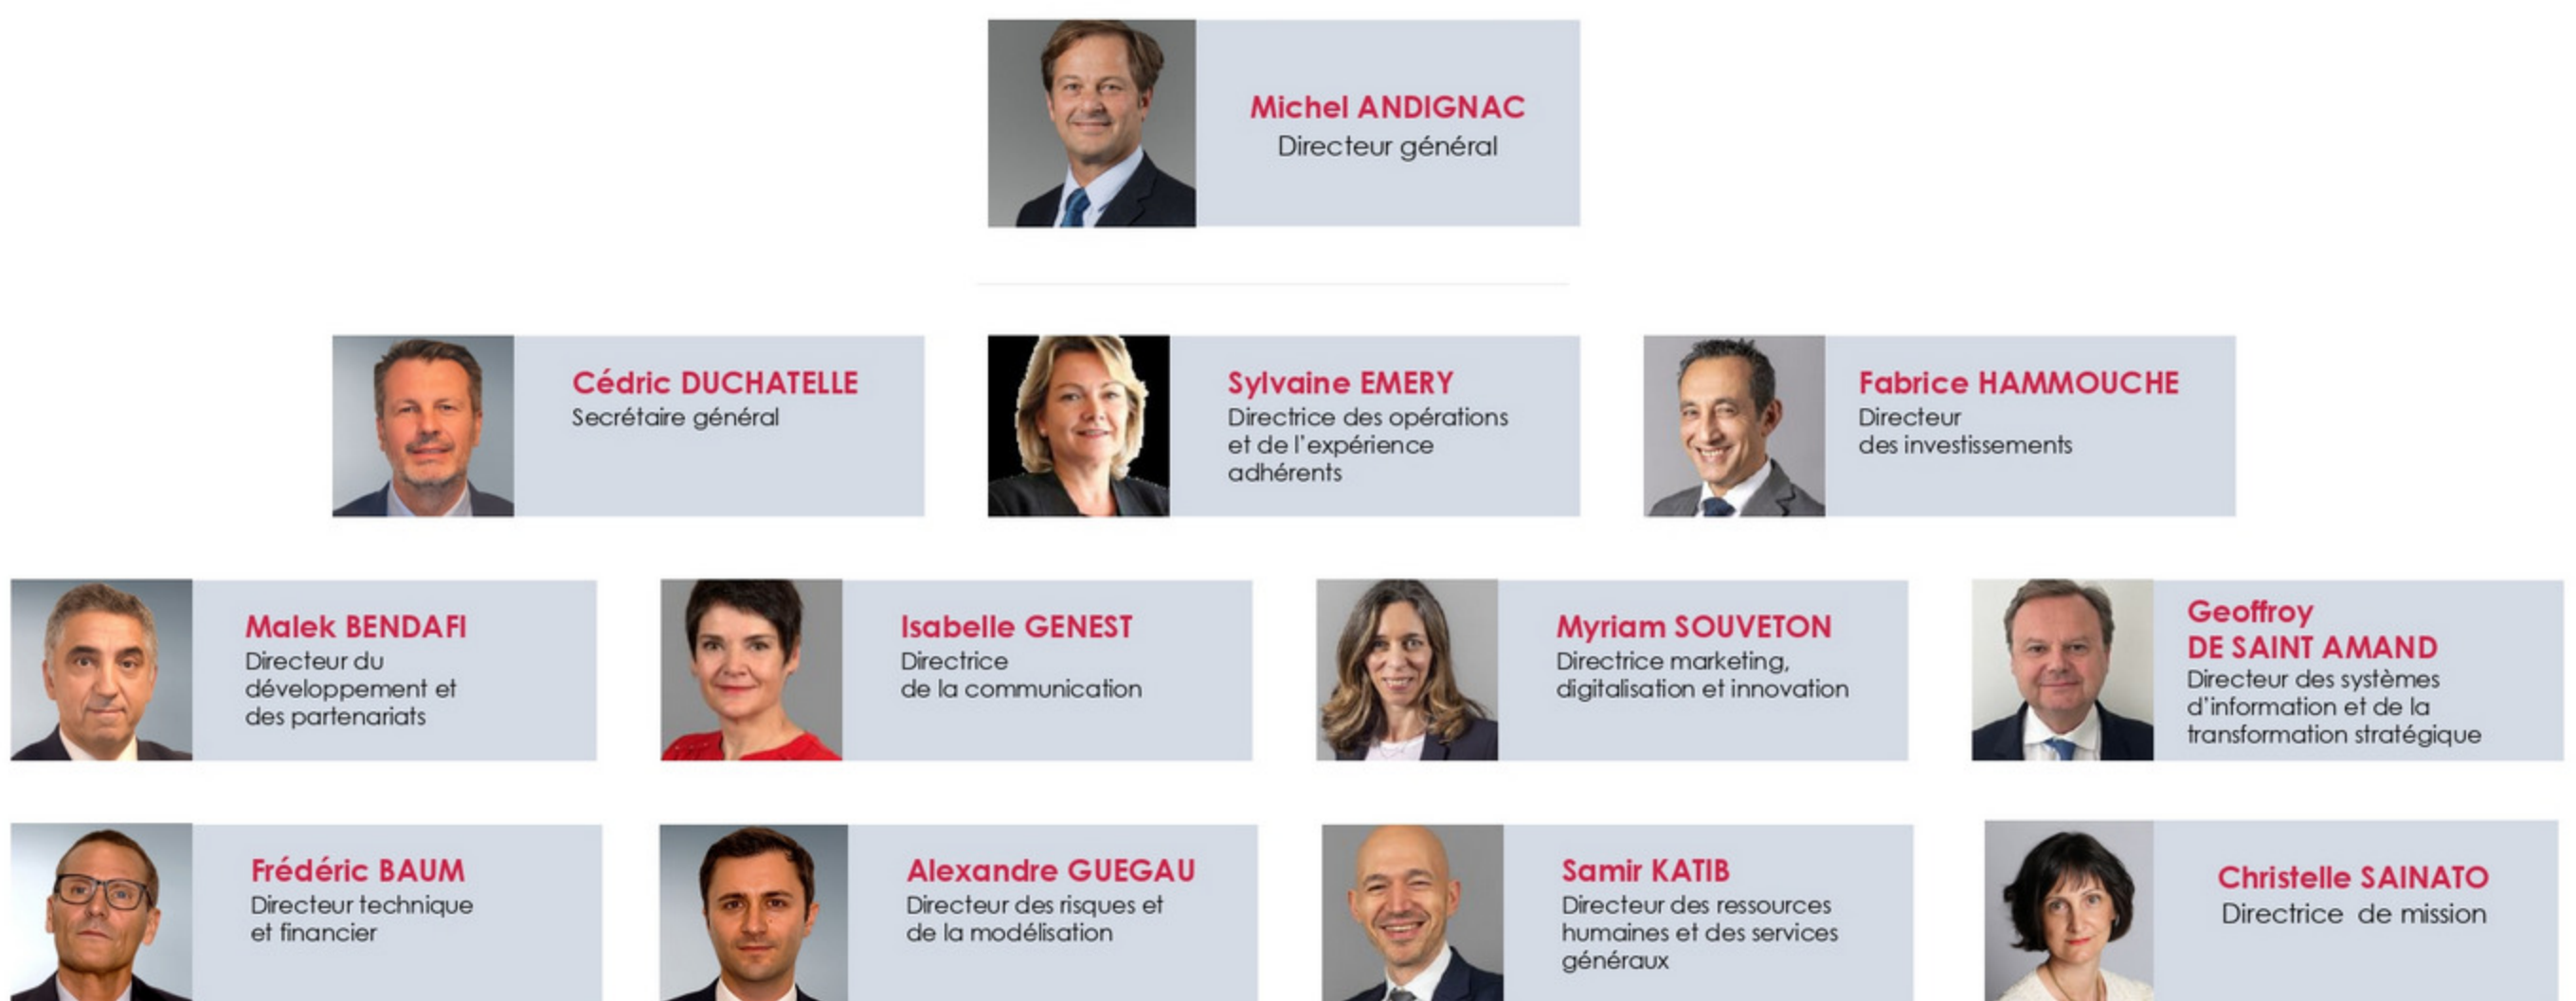 Michel ANDIGNAC
Directeur général
Cédric DUCHATELLE
Secrétaire général
Sylvaine EMERY
Directrice des opérations
et de l'expérience
adhérents
Fabrice HAMMOUCHE
Directeur
des investissements
Malek BENDAFI
Directeur du
développement et
des partenariats
Isabelle GENEST
Directrice
de la communication
Myriam SOUVETON
Directrice marketing,
digitalisation et innovation
Geoffroy
DE SAINT AMAND
Directeur des systèmes
d'information et de la
transformation stratégique
Frédéric BAUM
Directeur technique
et financier
Alexandre GUEGAU
Directeur des risques et
de la modélisation
Samir KATIB
Directeur des ressources
humaines et des services
généraux
Christelle SAINATO
Directrice de mission